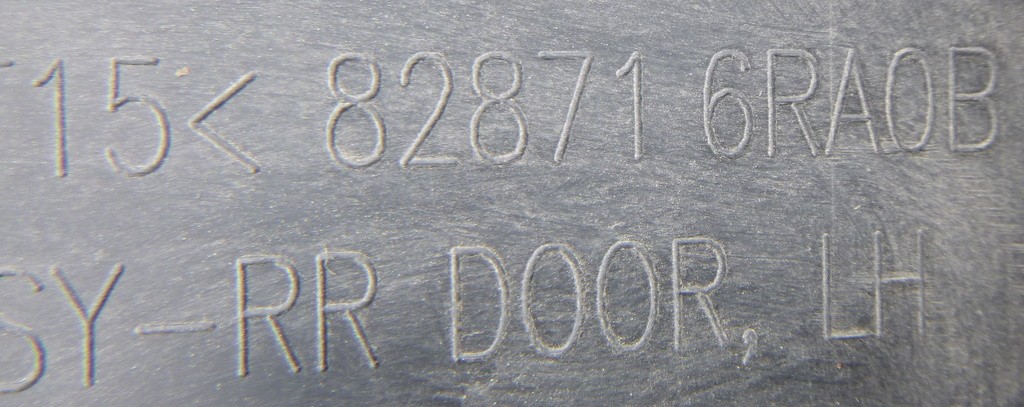 15< 82871 6RA0B
SY-RR DOOR, LH